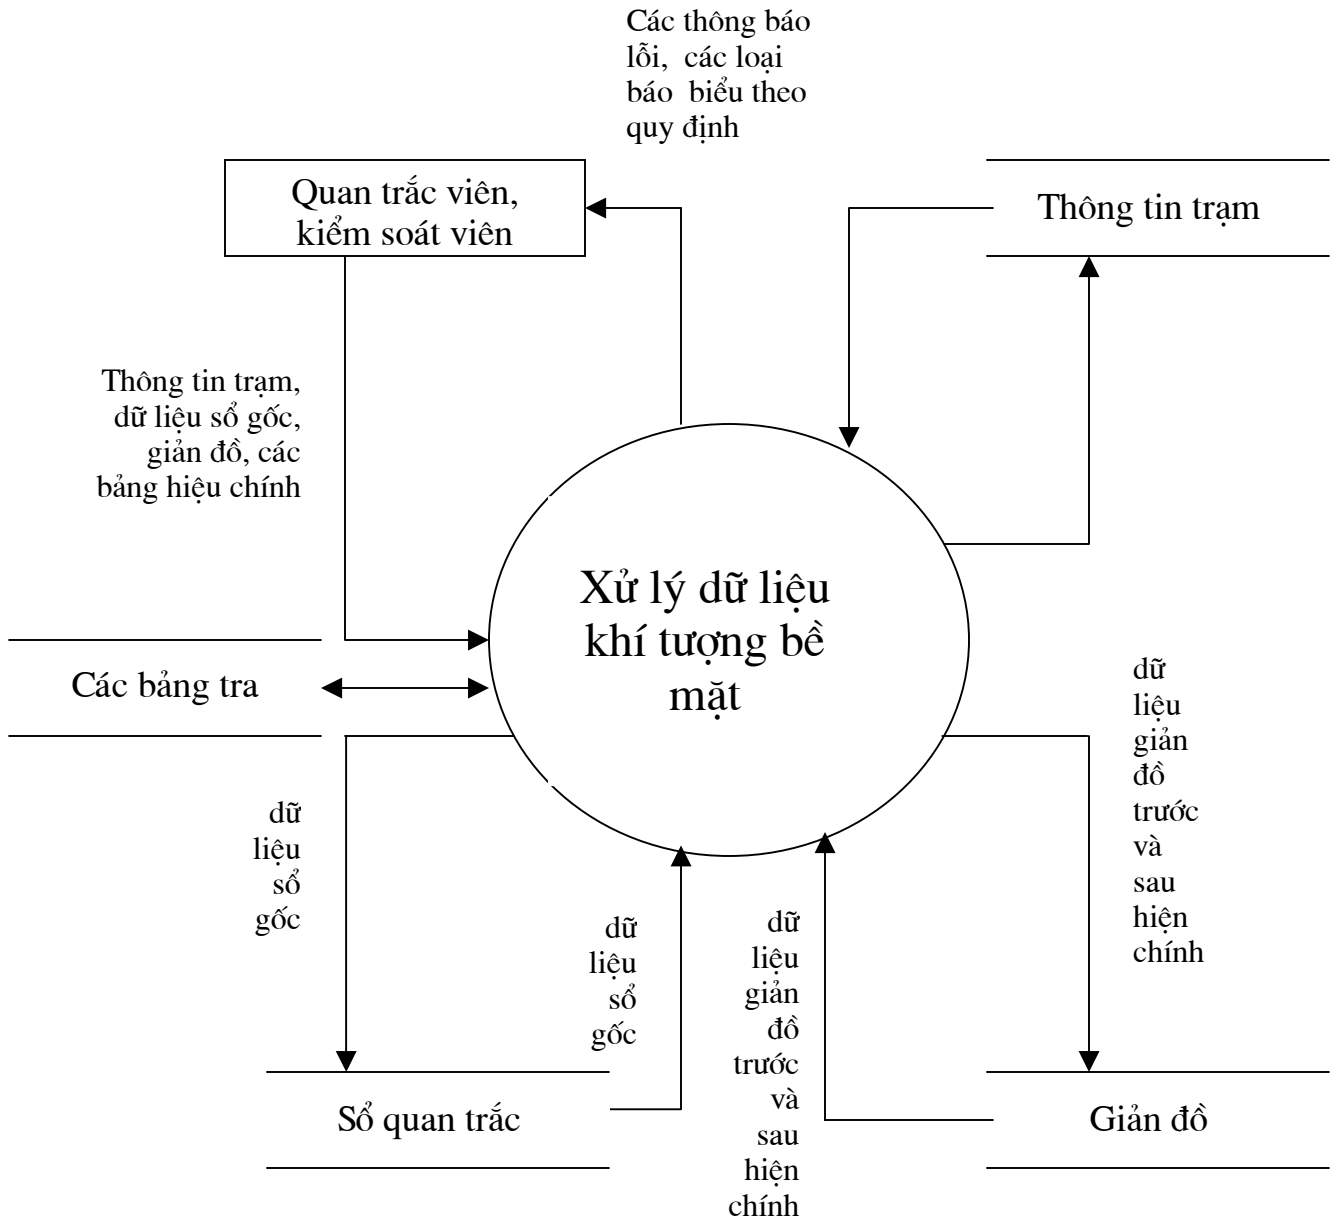 Các thông báo
lỗi, các loại
báo biểu theo
quy định
Quan trắc viên,
kiểm soát viên
Thông tin trạm
Thông tin trạm,
dữ liệu sổ gốc,
giản đồ, các
bảng hiệu chính
Xử lý dữ liệu
khí tượng bề
mặt
Các bảng tra
dữ
liệu
giản
đồ
trước
và
sau
hiện
chính
dữ
liệu
sổ
gốc
dữ
liệu
sổ
gốc
dữ
liệu
giản
đồ
trước
và
sau
hiện
chính
Sổ quan trắc
Giản đồ